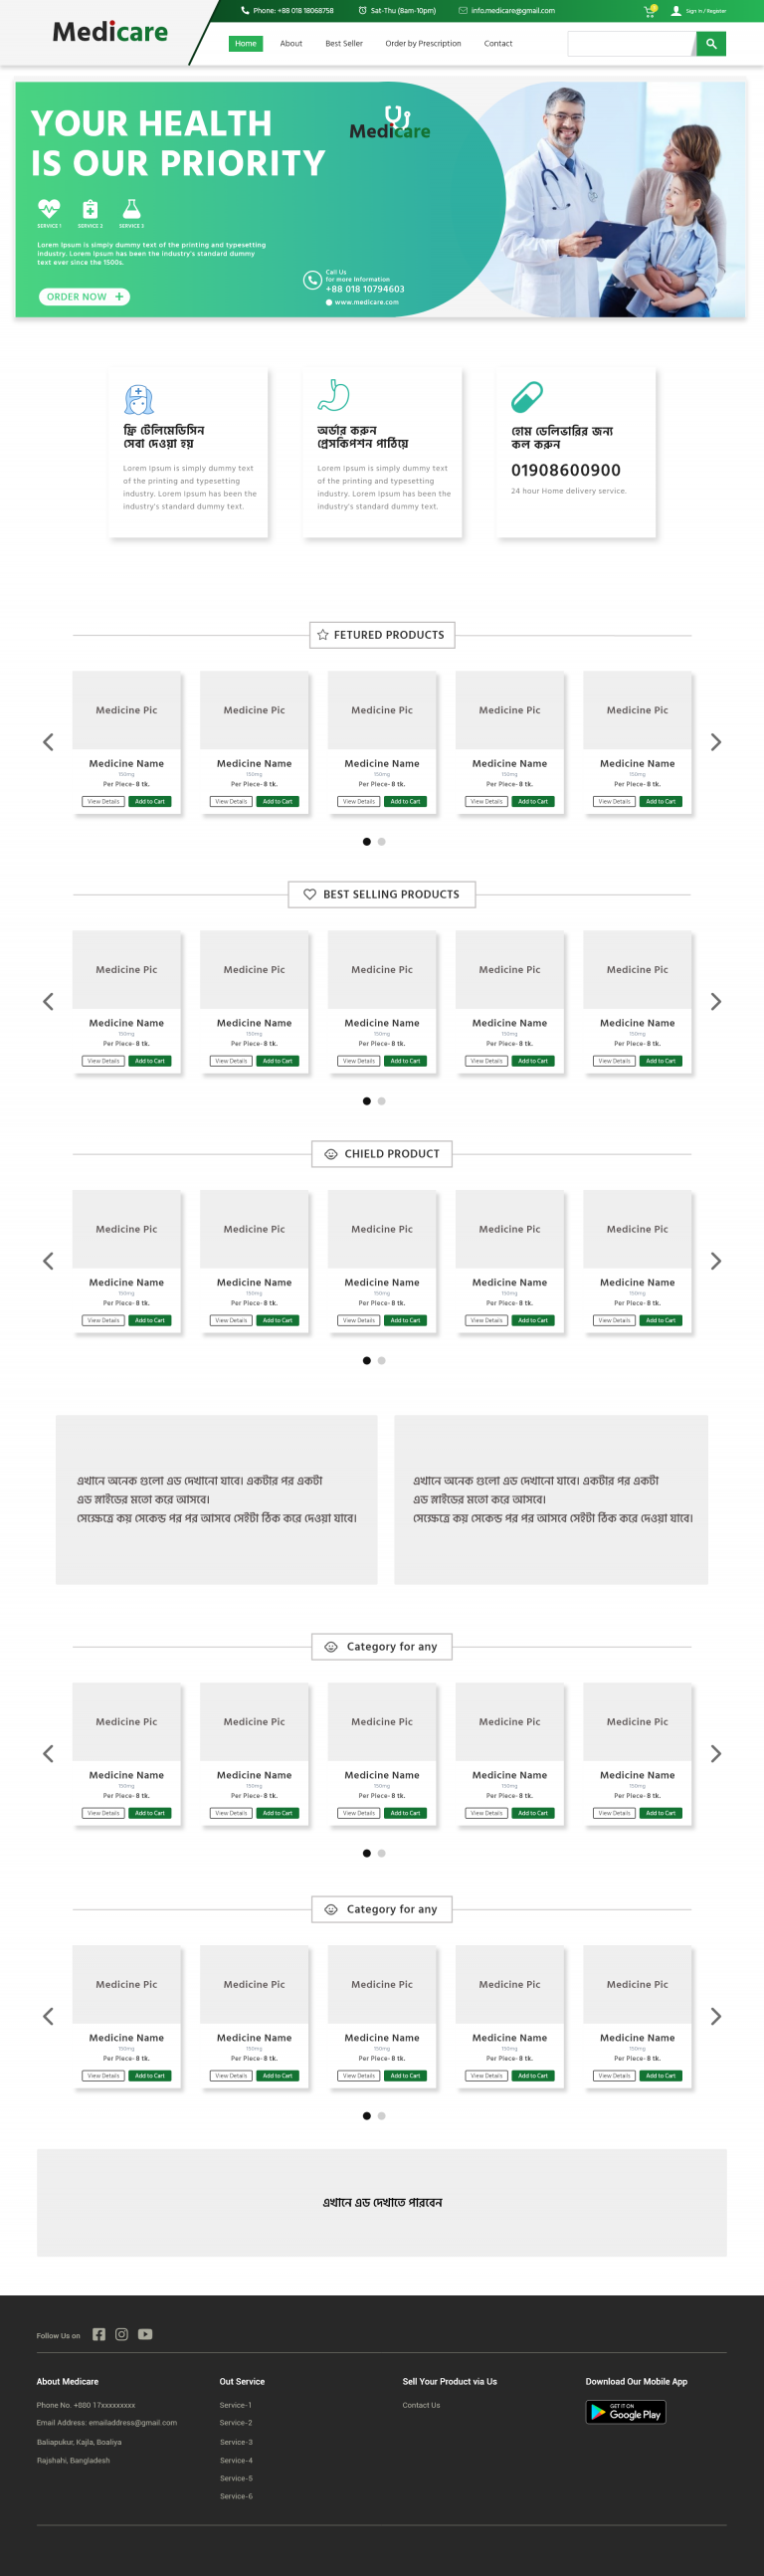 Medicare
Phone: +88 018 18068758
Sat-Thu (8am-10pm)
info.medicare@gmail.com
Sign in / Register
Home
About
Best Seller
Order by Prescription
Contact
YOUR HEALTH
IS OUR PRIORITY
Medicare
SERVICE 1
SERVICE 2
SERVICE 3
Lorem Ipsum is simply dummy text of the printing and typesetting
industry. Lorem Ipsum has been the industry's standard dummy
text ever since the 1500s.
ORDER NOW +
Call Us
for more Information
+88 018 10794603
www.medicare.com
ফ্রি টেলিমেডিসিন
সেবা দেওয়া হয়
Lorem Ipsum is simply dummy text
of the printing and typesetting
industry. Lorem Ipsum has been the
industry's standard dummy text.
অর্ডার করুন
প্রেসকিপশন পাঠিয়ে
Lorem Ipsum is simply dummy text
of the printing and typesetting
industry. Lorem Ipsum has been the
industry's standard dummy text.
হোম ডেলিভারির জন্য
কল করুন
01908600900
24 hour Home delivery service.
FETURED PRODUCTS
Medicine Pic Medicine Pic Medicine Pic Medicine Pic Medicine Pic
Medicine Name Medicine Name Medicine Name Medicine Name Medicine Name
150mg 150mg 150mg 150mg 150mg
Per Piece- 8 tk. Per Piece- 8 tk. Per Piece- 8 tk. Per Piece- 8 tk. Per Piece- 8 tk.
View Details Add to Cart View Details Add to Cart View Details Add to Cart View Details Add to Cart View Details Add to Cart
BEST SELLING PRODUCTS
Medicine Pic Medicine Pic Medicine Pic Medicine Pic Medicine Pic
Medicine Name Medicine Name Medicine Name Medicine Name Medicine Name
150mg 150mg 150mg 150mg 150mg
Per Piece- 8 tk. Per Piece- 8 tk. Per Piece- 8 tk. Per Piece- 8 tk. Per Piece- 8 tk.
View Details Add to Cart View Details Add to Cart View Details Add to Cart View Details Add to Cart View Details Add to Cart
CHIELD PRODUCT
Medicine Pic Medicine Pic Medicine Pic Medicine Pic Medicine Pic
Medicine Name Medicine Name Medicine Name Medicine Name Medicine Name
150mg 150mg 150mg 150mg 150mg
Per Piece- 8 tk. Per Piece- 8 tk. Per Piece- 8 tk. Per Piece- 8 tk. Per Piece- 8 tk.
View Details Add to Cart View Details Add to Cart View Details Add to Cart View Details Add to Cart View Details Add to Cart
এখানে অনেক গুলো এড দেখানো যাবে। একটার পর একটা
এড স্লাইডের মতো করে আসবে।
সেক্ষেত্রে কয় সেকেন্ড পর পর আসবে সেইটা ঠিক করে দেওয়া যাবে।
এখানে অনেক গুলো এড দেখানো যাবে। একটার পর একটা
এড স্লাইডের মতো করে আসবে।
সেক্ষেত্রে কয় সেকেন্ড পর পর আসবে সেইটা ঠিক করে দেওয়া যাবে।
Category for any
Medicine Pic Medicine Pic Medicine Pic Medicine Pic Medicine Pic
Medicine Name Medicine Name Medicine Name Medicine Name Medicine Name
150mg 150mg 150mg 150mg 150mg
Per Piece- 8 tk. Per Piece- 8 tk. Per Piece- 8 tk. Per Piece- 8 tk. Per Piece- 8 tk.
View Details Add to Cart View Details Add to Cart View Details Add to Cart View Details Add to Cart View Details Add to Cart
Category for any
Medicine Pic Medicine Pic Medicine Pic Medicine Pic Medicine Pic
Medicine Name Medicine Name Medicine Name Medicine Name Medicine Name
150mg 150mg 150mg 150mg 150mg
Per Piece- 8 tk. Per Piece- 8 tk. Per Piece- 8 tk. Per Piece- 8 tk. Per Piece- 8 tk.
View Details Add to Cart View Details Add to Cart View Details Add to Cart View Details Add to Cart View Details Add to Cart
এখানে এড দেখাতে পারবেন
Follow Us on
About Medicare
Phone No. +880 17xxxxxxxxx
Email Address: emailaddress@gmail.com
Baliapukur, Kajla, Boaliya
Rajshahi, Bangladesh
Out Service
Service-1
Service-2
Service-3
Service-4
Service-5
Service-6
Sell Your Product via Us
Contact Us
Download Our Mobile App
GET IT ON
Google Play